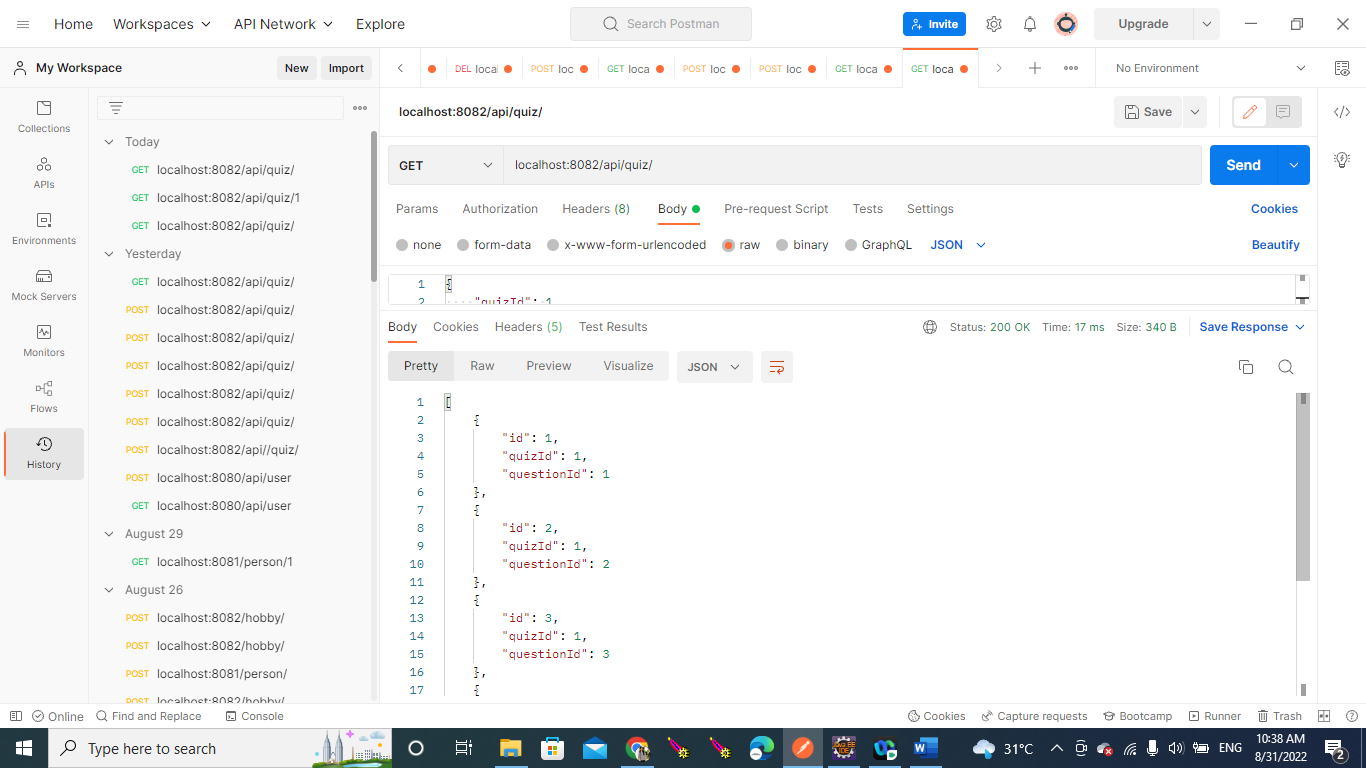 Home Workspaces API Network Explore Search Postman Invite Upgrade
My Workspace New Import
DEL local POST loc GET loca POST loc POST loc GET loca GET loca No Environment
Collections
APIs
Environments
Mock Servers
Monitors
Flows
History
Today
GET localhost:8082/api/quiz/
GET localhost:8082/api/quiz/1
GET localhost:8082/api/quiz/
Yesterday
GET localhost:8082/api/quiz/
POST localhost:8082/api/quiz/
POST localhost:8082/api/quiz/
POST localhost:8082/api/quiz/
POST localhost:8082/api/quiz/
POST localhost:8082/api/quiz/
POST localhost:8082/api//quiz/
POST localhost:8080/api/user
GET localhost:8080/api/user
August 29
GET localhost:8081/person/1
August 26
POST localhost:8082/hobby/
POST localhost:8082/hobby/
POST localhost:8081/person/
POST localhost:8082/hobby/
localhost:8082/api/quiz/ Save
GET localhost:8082/api/quiz/ Send
Params Authorization Headers (8) Body Pre-request Script Tests Settings Cookies
none form-data x-www-form-urlencoded raw binary GraphQL JSON Beautify
1 {
2 "quizId": 1
Body Cookies Headers (5) Test Results Status: 200 OK Time: 17 ms Size: 340 B Save Response
Pretty Raw Preview Visualize JSON
1 [
2 {
3 "id": 1,
4 "quizId": 1,
5 "questionId": 1
6 },
7 {
8 "id": 2,
9 "quizId": 1,
10 "questionId": 2
11 },
12 {
13 "id": 3,
14 "quizId": 1,
15 "questionId": 3
16 },
17 {
Online Find and Replace Console Cookies Capture requests Bootcamp Runner Trash
Type here to search 31°C ENG 10:38 AM
8/31/2022 2